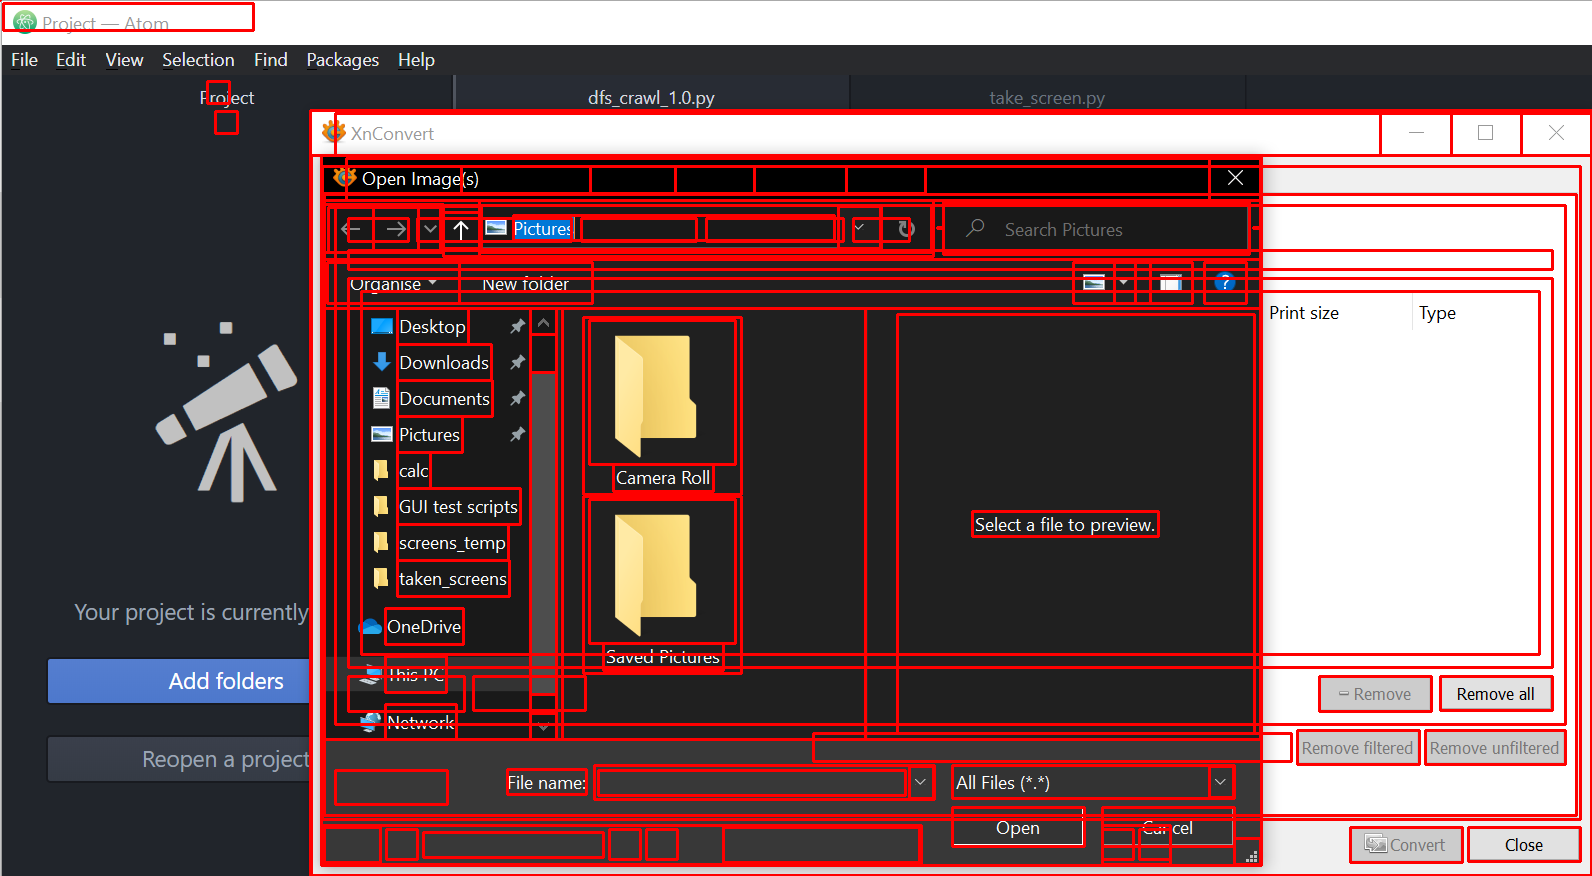 Project — Atom
File Edit View Selection Find Packages Help
Project
dfs_crawl_1.0.py
take_screen.py
XnConvert
Open Image(s)
Pictures
Search Pictures
Organise
New folder
Print size
Type
Desktop
Downloads
Documents
Pictures
calc
GUI test scripts
screens_temp
taken_screens
OneDrive
This PC
Network
Camera Roll
Saved Pictures
Select a file to preview.
Your project is currently
Add folders
Reopen a project
Remove
Remove all
Remove filtered
Remove unfiltered
File name:
All Files (*.*)
Open
Cancel
Convert
Close